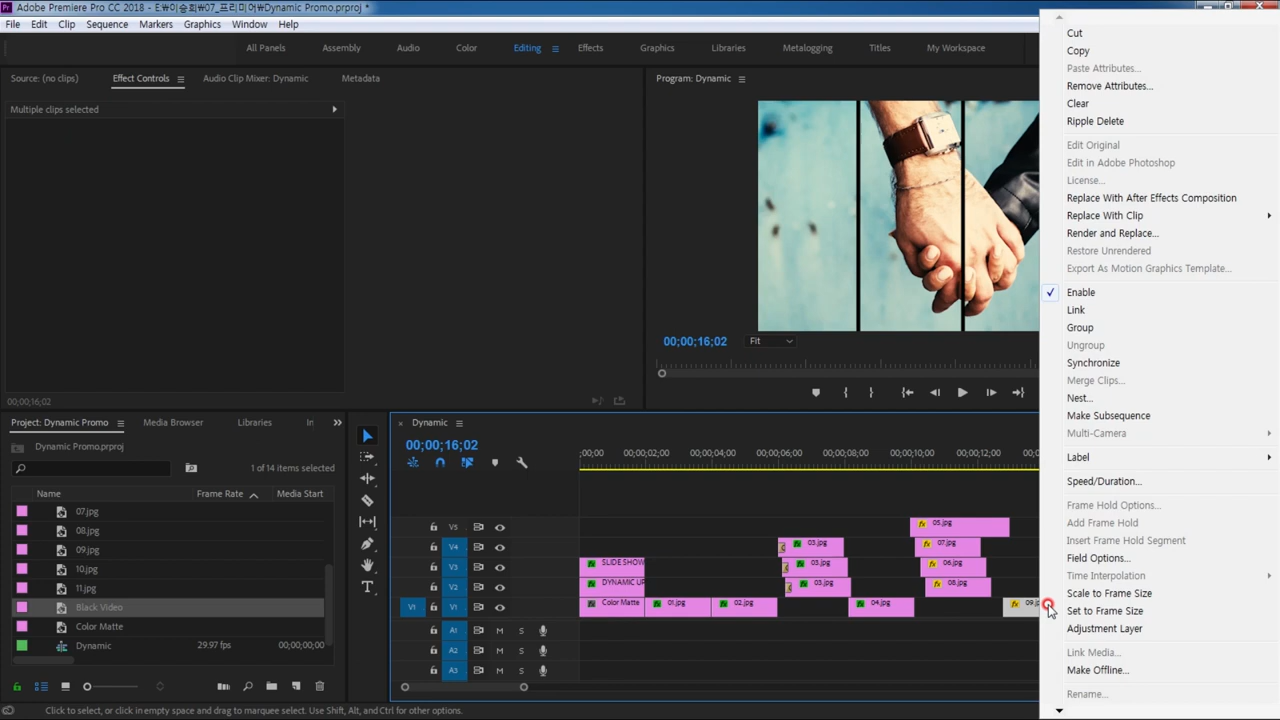 Adobe Premiere Pro CC 2018 - E:₩이승희₩07_프리미어₩Dynamic Promo.prproj *
File Edit Clip Sequence Markers Graphics Window Help
All Panels Assembly Audio Color Editing Effects Graphics Libraries Metalogging Titles My Workspace
Source: (no clips) Effect Controls Audio Clip Mixer: Dynamic Metadata
Program: Dynamic
Multiple clips selected
00;00;16;02 Fit
00;00;16;02
Project: Dynamic Promo Media Browser Libraries In
Dynamic Promo.prproj
1 of 14 items selected
Name Frame Rate Media Start
07.jpg
08.jpg
09.jpg
10.jpg
11.jpg
Black Video
Color Matte
Dynamic 29.97 fps 00;00;00;00
Dynamic
00;00;16;02
;00;00 00;00;02;00 00;00;04;00 00;00;06;00 00;00;08;00 00;00;10;00 00;00;12;00
V5 05.jpg
V4 03.jpg 07.jpg
V3 SLIDE SHOW 03.jpg 06.jpg
V2 DYNAMIC UP 03.jpg 08.jpg
V1 V1 Color Matte 01.jpg 02.jpg 04.jpg
A1 M S
A2 M S
A3 M S
Click to select, or click in empty space and drag to marquee select. Use Shift, Alt, and Ctrl for other options.
Cut
Copy
Paste Attributes...
Remove Attributes...
Clear
Ripple Delete
Edit Original
Edit in Adobe Photoshop
License...
Replace With After Effects Composition
Replace With Clip
Render and Replace...
Restore Unrendered
Export As Motion Graphics Template...
Enable
Link
Group
Ungroup
Synchronize
Merge Clips...
Nest...
Make Subsequence
Multi-Camera
Label
Speed/Duration...
Frame Hold Options...
Add Frame Hold
Insert Frame Hold Segment
Field Options...
Time Interpolation
Scale to Frame Size
Set to Frame Size
Adjustment Layer
Link Media...
Make Offline...
Rename...